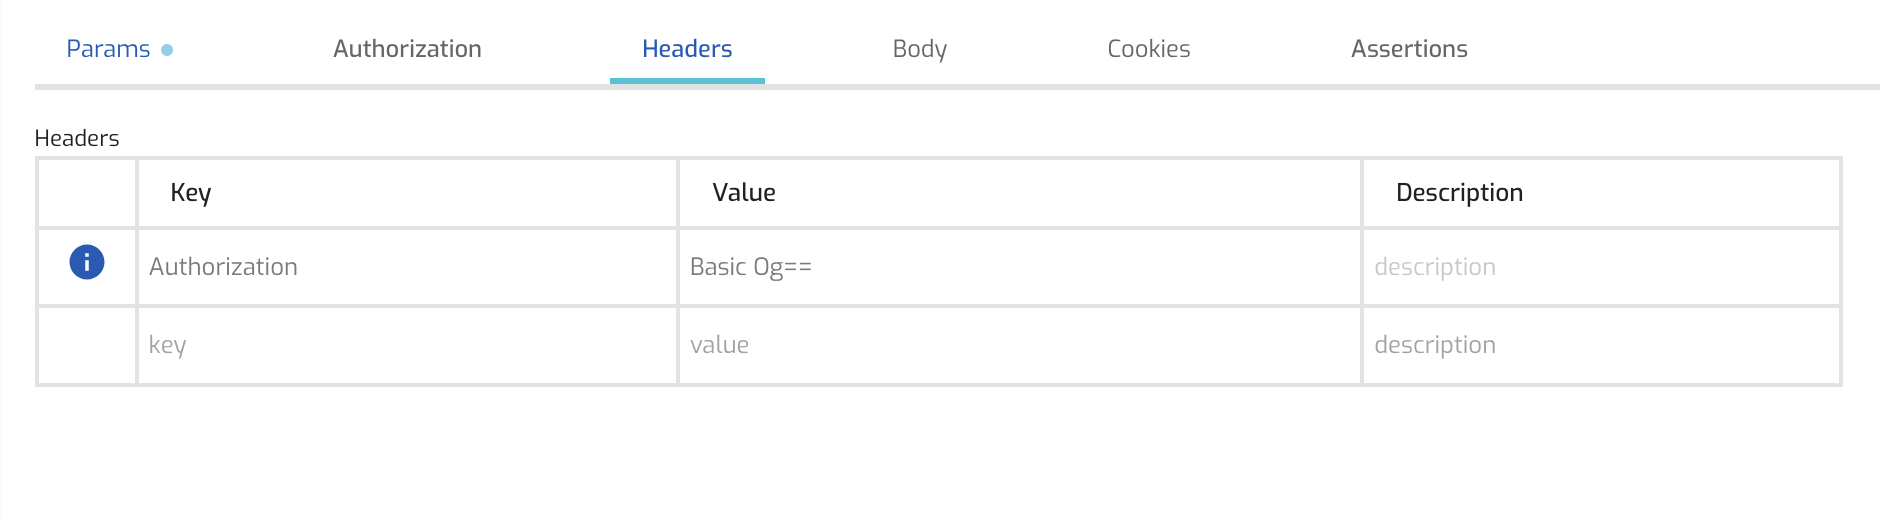 Params Authorization Headers Body Cookies Assertions
Headers
Key Value Description
Authorization Basic Og== description
key value description